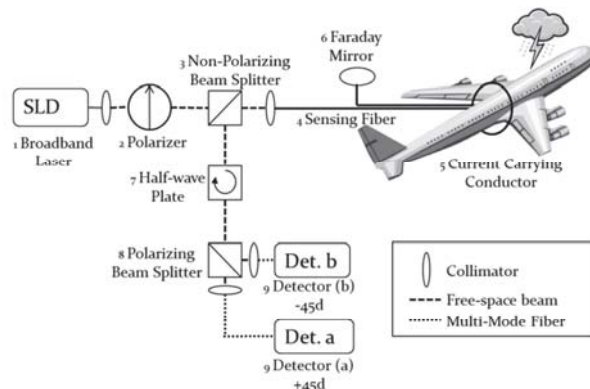 6 Faraday
Mirror
3 Non-Polarizing
Beam Splitter
SLD
1 Broadband
Laser
2 Polarizer
4 Sensing Fiber
5 Current Carrying
Conductor
7 Half-wave
Plate
8 Polarizing
Beam Splitter
Det. b
9 Detector (b)
-45d
Det. a
9 Detector (a)
+45d
Collimator
Free-space beam
Multi-Mode Fiber